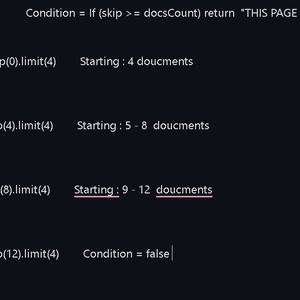 Condition = If (skip >= docsCount) return "THIS PAGE
p(0).limit(4) Starting : 4 doucments
p(4).limit(4) Starting : 5 - 8 doucments
(8).limit(4) Starting : 9 - 12 doucments
p(12).limit(4) Condition = false